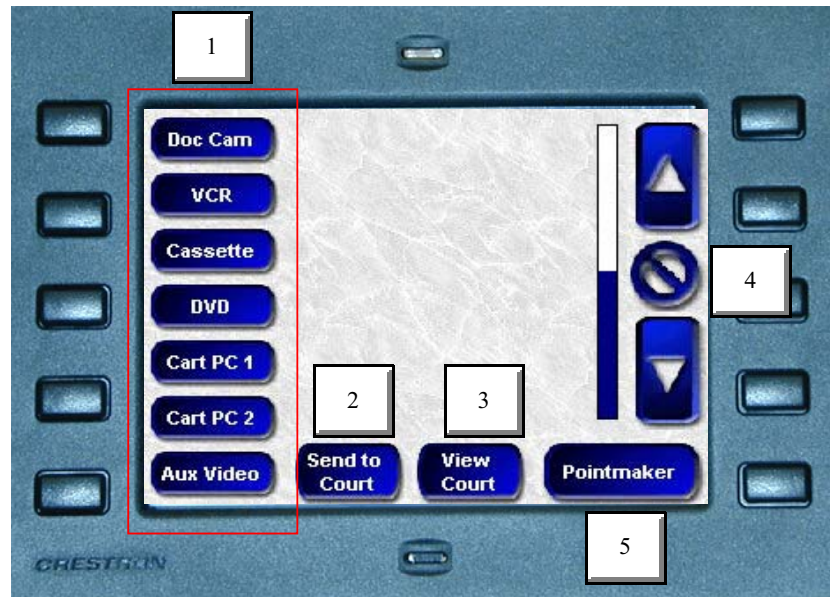 1
Doc Cam
VCR
Cassette
DVD
4
Cart PC 1
2
3
Cart PC 2
Aux Video
Send to
Court
View
Court
Pointmaker
5
CRESTRON